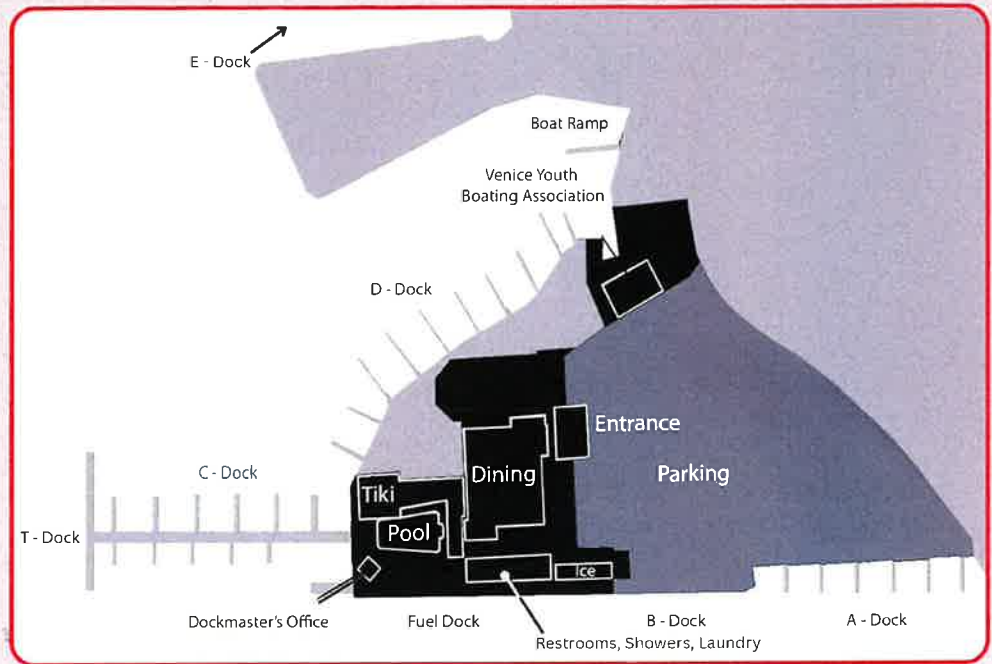 E - Dock
Boat Ramp
Venice Youth
Boating Association
D - Dock
Entrance
C - Dock
Dining
Parking
Tiki
T - Dock
Pool
Ice
Dockmaster's Office
Fuel Dock
B - Dock
A - Dock
Restrooms, Showers, Laundry